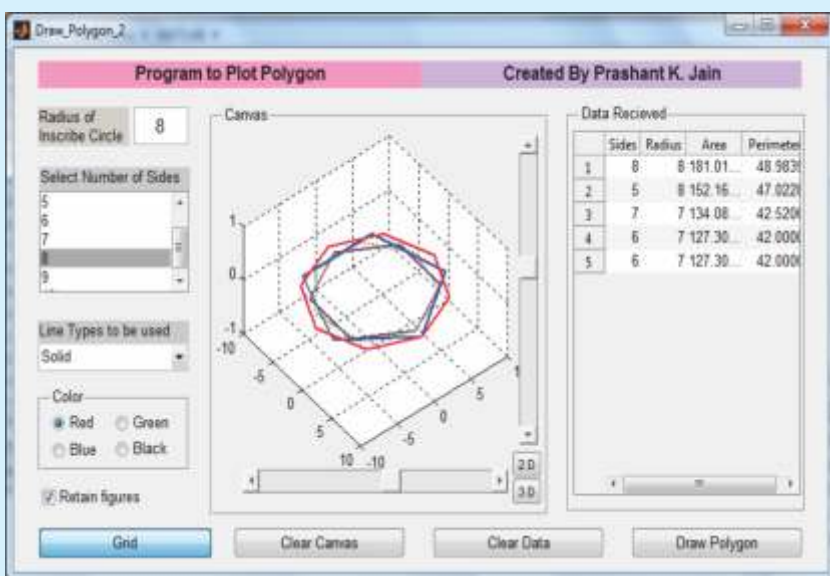 Draw_Polygon_2
Program to Plot Polygon Created By Prashant K. Jain
Radius of
Inscribe Circle
8
Select Number of Sides
5
6
7
8
9
Line Types to be used
Solid
Color
Red Green
Blue Black
Retain figures
Canvas
1
0
-1
-10
-5
0
5
10
-10
-5
0
5
2 D
3 D
Data Recieved
Sides Radius Area Perimeter
1 8 8 181.01... 48.983
2 5 8 152.16... 47.022
3 7 7 134.08... 42.520
4 6 7 127.30... 42.000
5 6 7 127.30... 42.000
Grid Clear Canvas Clear Data Draw Polygon